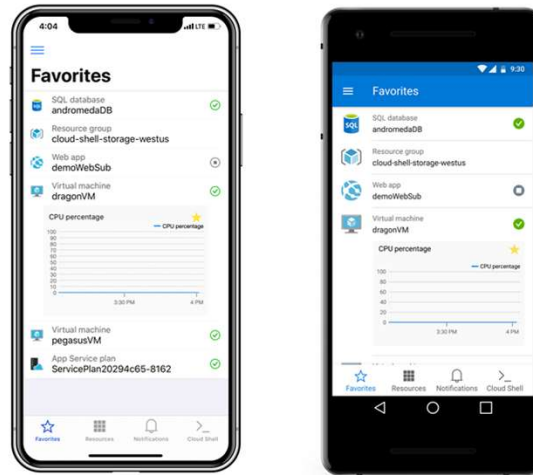 4:04
LTE
Favorites
SQL database
SQL
andromedaDB
Resource group
cloud-shell-storage-westus
Web app
demoWebSub
Virtual machine
dragonVM
CPU percentage
CPU percentage
100
90
80
70
60
50
40
30
20
10
0
3:30 PM
4 PM
Virtual machine
pegasusVM
App Service plan
ServicePlan20294c65-8162
Favorites
Resources
Notifications
Cloud Shell
9:30
Favorites
SQL database
SQL
andromedaDB
Resource group
cloud-shell-storage-westus
Web app
demoWebSub
Virtual machine
dragonVM
CPU percentage
CPU percentage
100
80
60
40
20
0
3:30 PM
4 PM
Favorites
Resources
Notifications
Cloud Shell